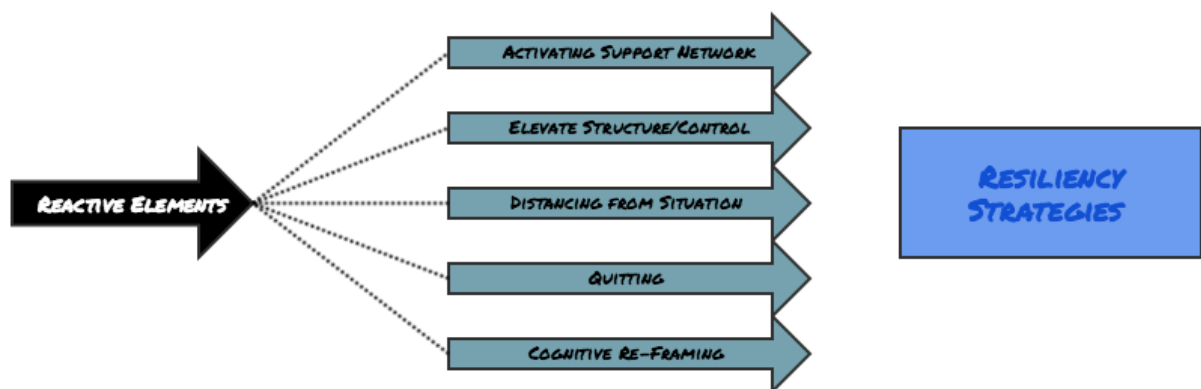 Activating Support Network
Elevate Structure/Control
Reactive Elements
Distancing from Situation
Quitting
Cognitive Re-Framing
Resiliency
Strategies